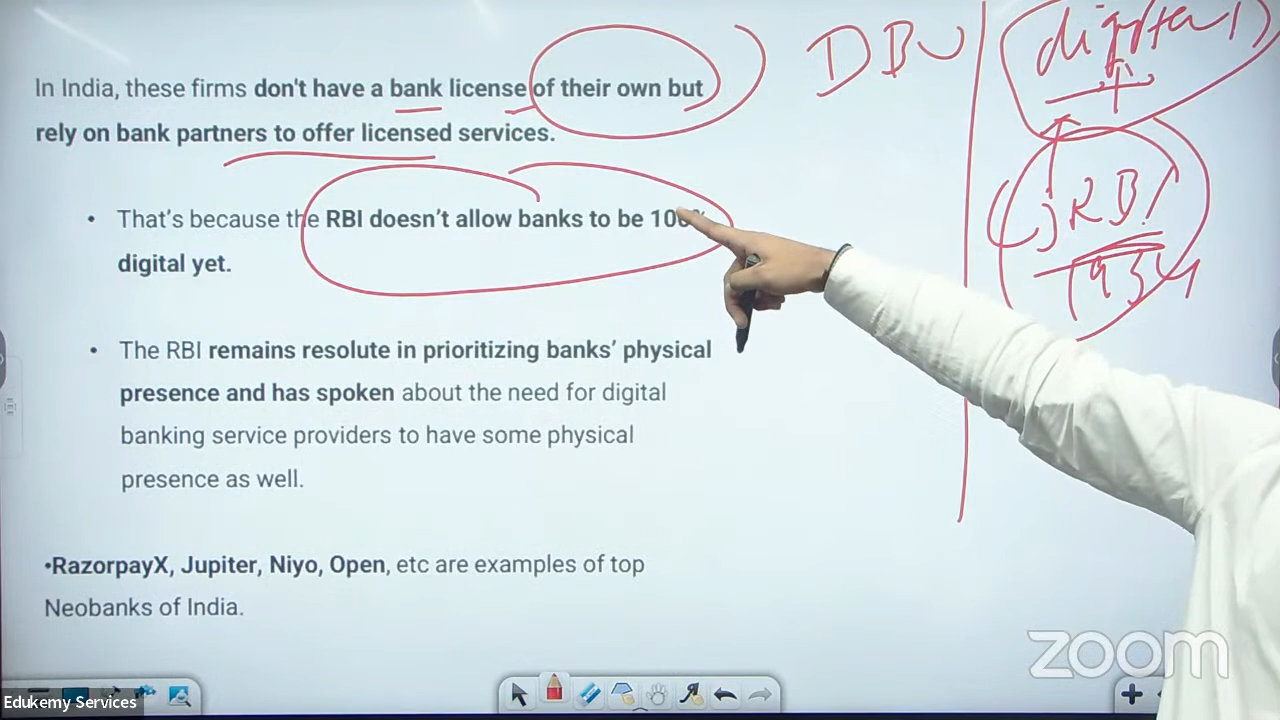 In India, these firms don't have a bank license of their own but
rely on bank partners to offer licensed services.
• That's because the RBI doesn't allow banks to be 100%
digital yet.
• The RBI remains resolute in prioritizing banks' physical
presence and has spoken about the need for digital
banking service providers to have some physical
presence as well.
•RazorpayX, Jupiter, Niyo, Open, etc are examples of top
Neobanks of India.
DBU
digital
RBI
1934
zoom
Edukemy Services